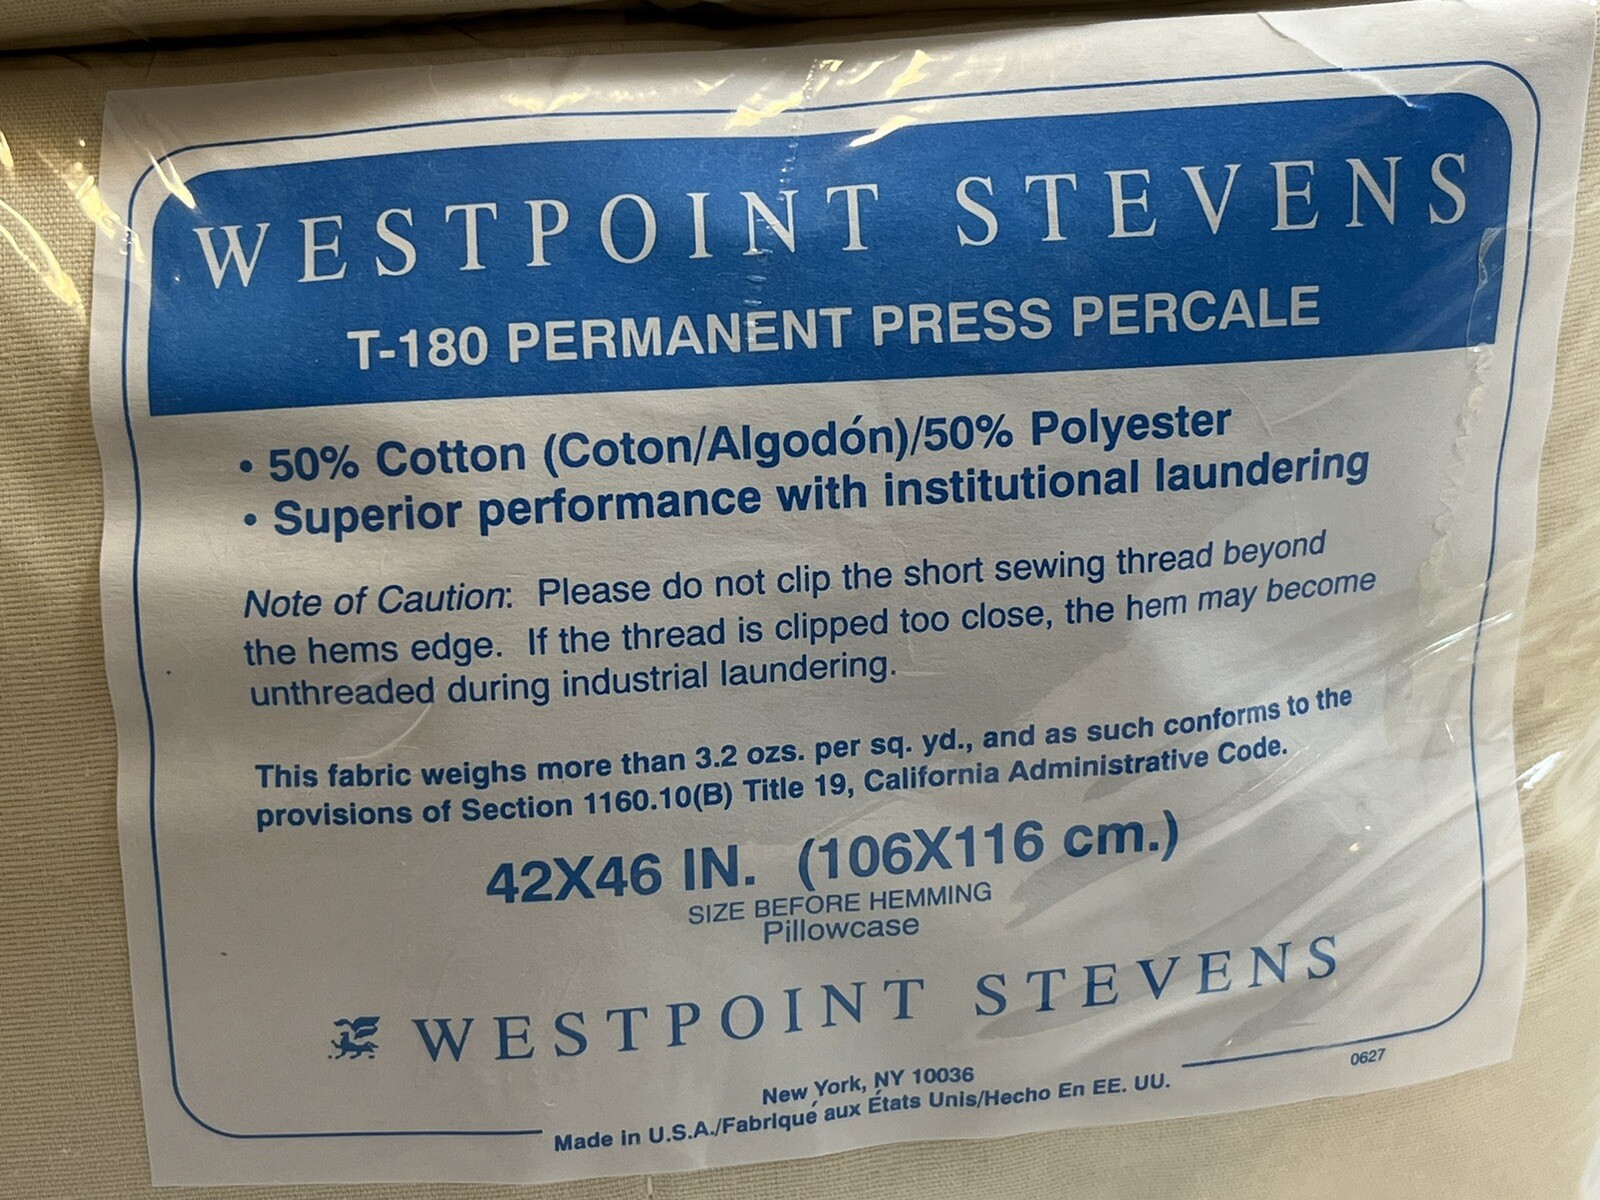 WESTPOINT STEVENS
T-180 PERMANENT PRESS PERCALE
• 50% Cotton (Coton/Algodón)/50% Polyester
• Superior performance with institutional laundering
Note of Caution: Please do not clip the short sewing thread beyond
the hems edge. If the thread is clipped too close, the hem may become
unthreaded during industrial laundering.
This fabric weighs more than 3.2 ozs. per sq. yd., and as such conforms to the
provisions of Section 1160.10(B) Title 19, California Administrative Code.
42X46 IN. (106X116 cm.)
SIZE BEFORE HEMMING
Pillowcase
WESTPOINT STEVENS
0627
New York, NY 10036
Made in U.S.A./Fabriqué aux États Unis/Hecho En EE. UU.